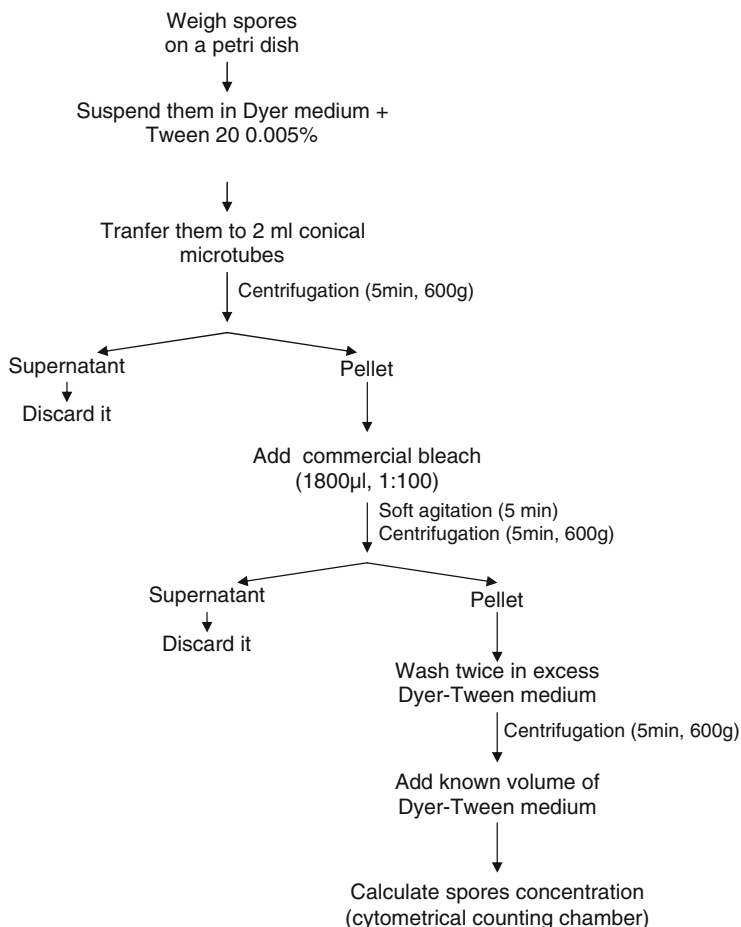 Weigh spores
on a petri dish
Suspend them in Dyer medium +
Tween 20 0.005%
Tranfer them to 2 ml conical
microtubes
Centrifugation (5min, 600g)
Supernatant
Pellet
Discard it
Add commercial bleach
(1800µl, 1:100)
Soft agitation (5 min)
Centrifugation (5min, 600g)
Supernatant
Pellet
Discard it
Wash twice in excess
Dyer-Tween medium
Centrifugation (5min, 600g)
Add known volume of
Dyer-Tween medium
Calculate spores concentration
(cytometrical counting chamber)